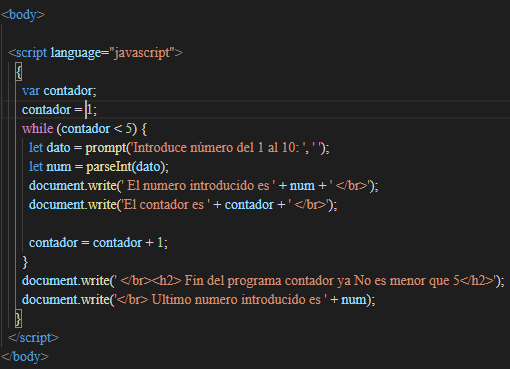 <body>
<script language="javascript">
{
var contador;
contador = 1;
while (contador < 5) {
let dato = prompt('Introduce número del 1 al 10: ', ' ');
let num = parseInt(dato);
document.write(' El numero introducido es ' + num + ' </br>');
document.write('El contador es ' + contador + ' </br>');
contador = contador + 1;
}
document.write(' </br><h2> Fin del programa contador ya No es menor que 5</h2>');
document.write('</br> Ultimo numero introducido es ' + num);
}
</script>
</body>